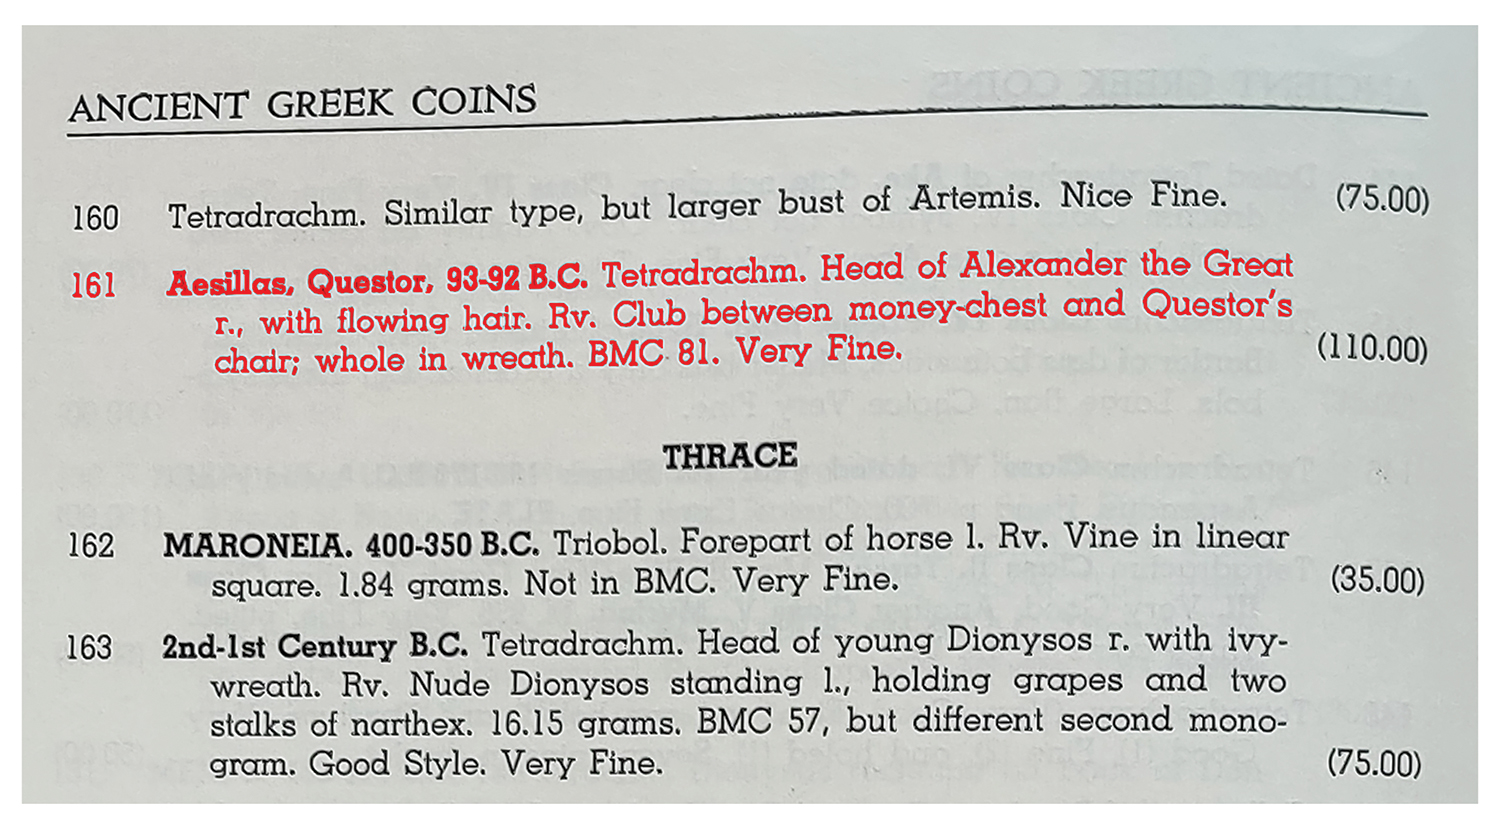 ANCIENT GREEK COINS
160 Tetradrachm. Similar type, but larger bust of Artemis. Nice Fine. (75.00)
161 Aesillas, Questor, 93-92 B.C. Tetradrachm. Head of Alexander the Great
r., with flowing hair. Rv. Club between money-chest and Questor's
chair; whole in wreath. BMC 81. Very Fine. (110.00)
THRACE
162 MARONEIA. 400-350 B.C. Triobol. Forepart of horse l. Rv. Vine in linear
square. 1.84 grams. Not in BMC. Very Fine. (35.00)
163 2nd-1st Century B.C. Tetradrachm. Head of young Dionysos r. with ivy-
wreath. Rv. Nude Dionysos standing l., holding grapes and two
stalks of narthex. 16.15 grams. BMC 57, but different second mono-
gram. Good Style. Very Fine. (75.00)